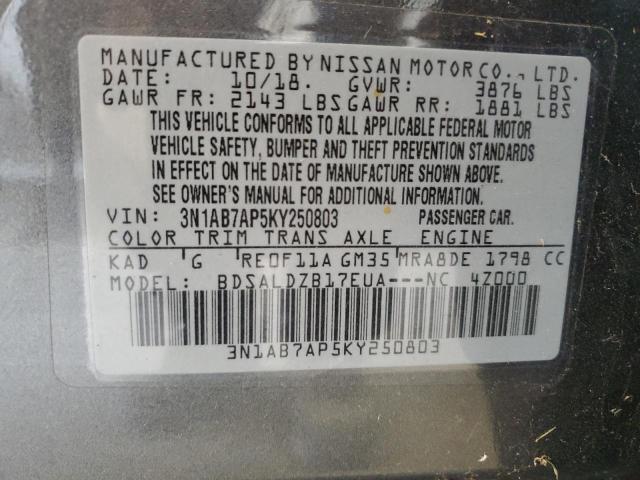 MANUFACTURED BY NISSAN MOTOR CO., LTD.
DATE: 10/18. GVWR: 3876 LBS
GAWR FR: 2143 LBS GAWR RR: 1881 LBS
THIS VEHICLE CONFORMS TO ALL APPLICABLE FEDERAL MOTOR
VEHICLE SAFETY, BUMPER AND THEFT PREVENTION STANDARDS
IN EFFECT ON THE DATE OF MANUFACTURE SHOWN ABOVE.
SEE OWNER'S MANUAL FOR ADDITIONAL INFORMATION.
VIN: 3N1AB7AP5KY250803 PASSENGER CAR.
COLOR TRIM TRANS AXLE ENGINE
KAD G RE0F11A GM35 MRA8DE 1798 CC
MODEL: BDSALDZB17EUA---NC 4Z000
3N1AB7AP5KY250803